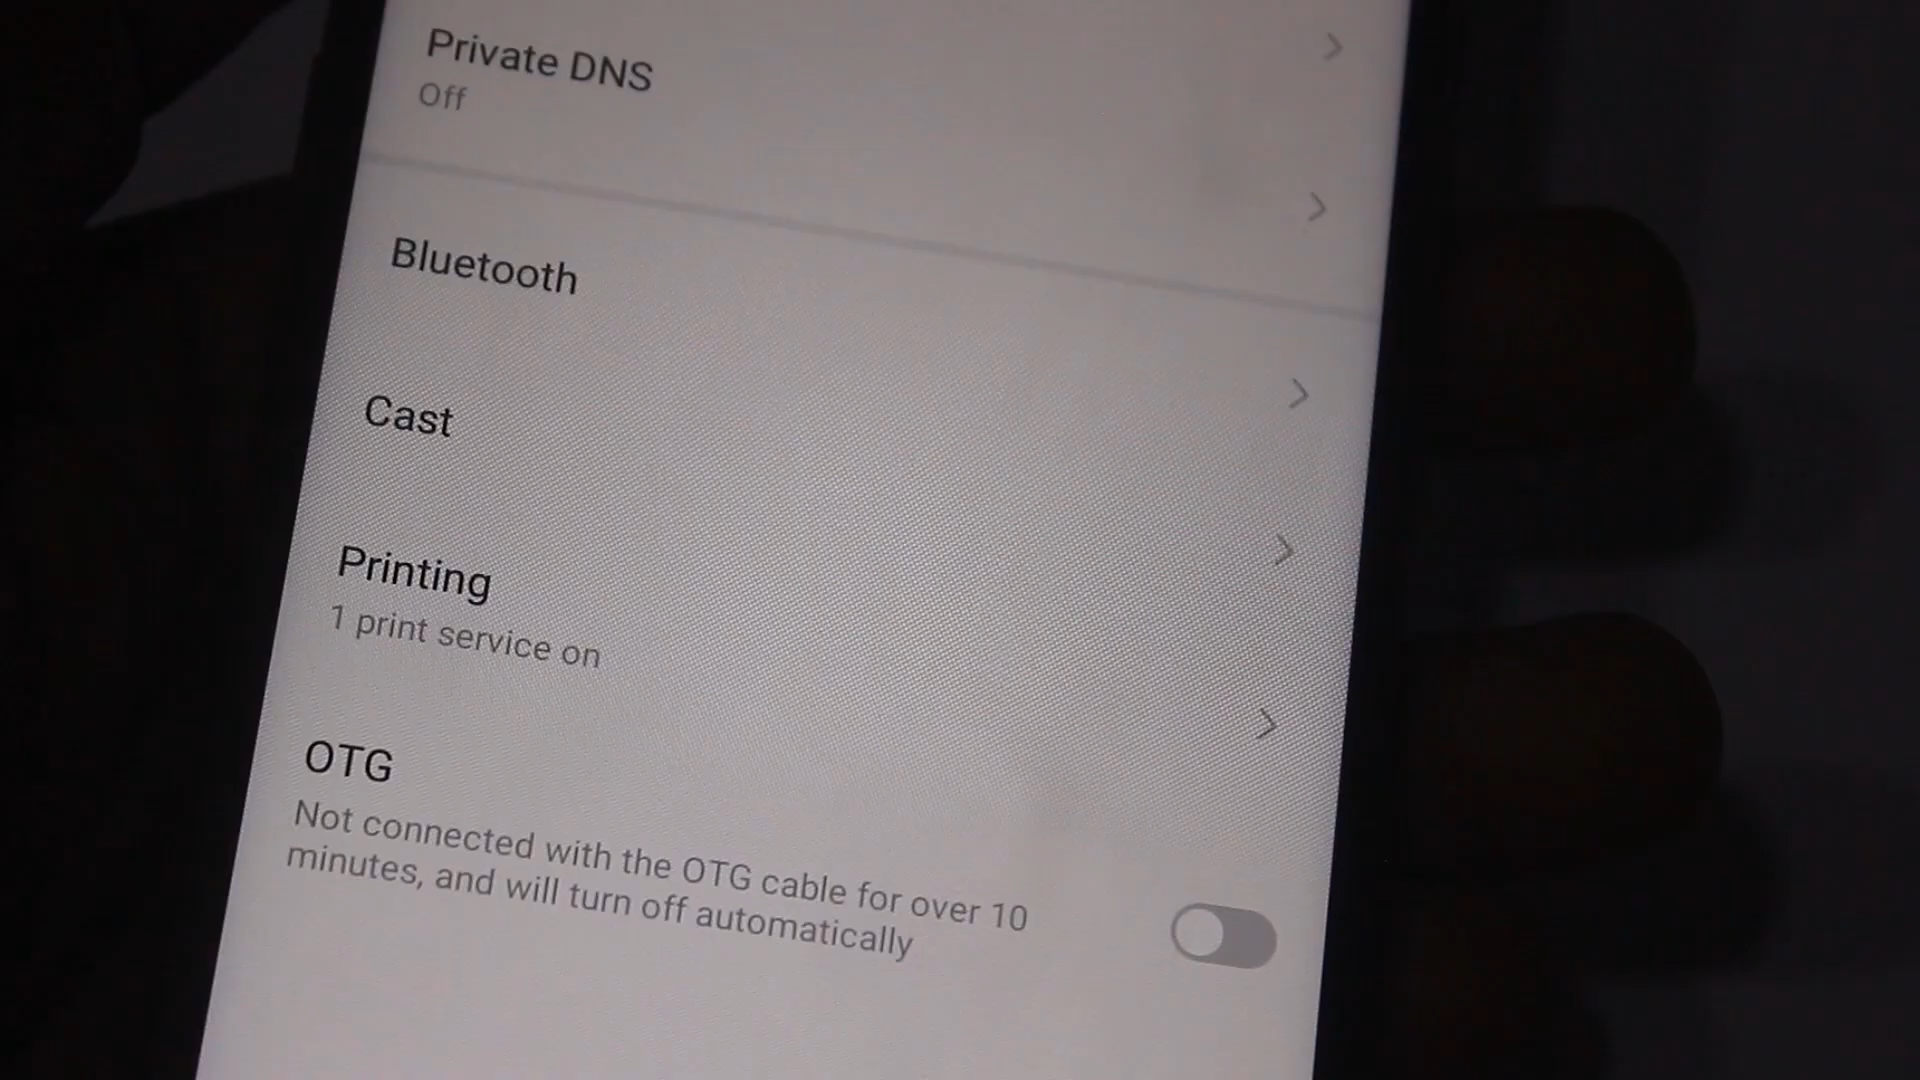 Private DNS
Off
Bluetooth
Cast
Printing
1 print service on
OTG
Not connected with the OTG cable for over 10
minutes, and will turn off automatically